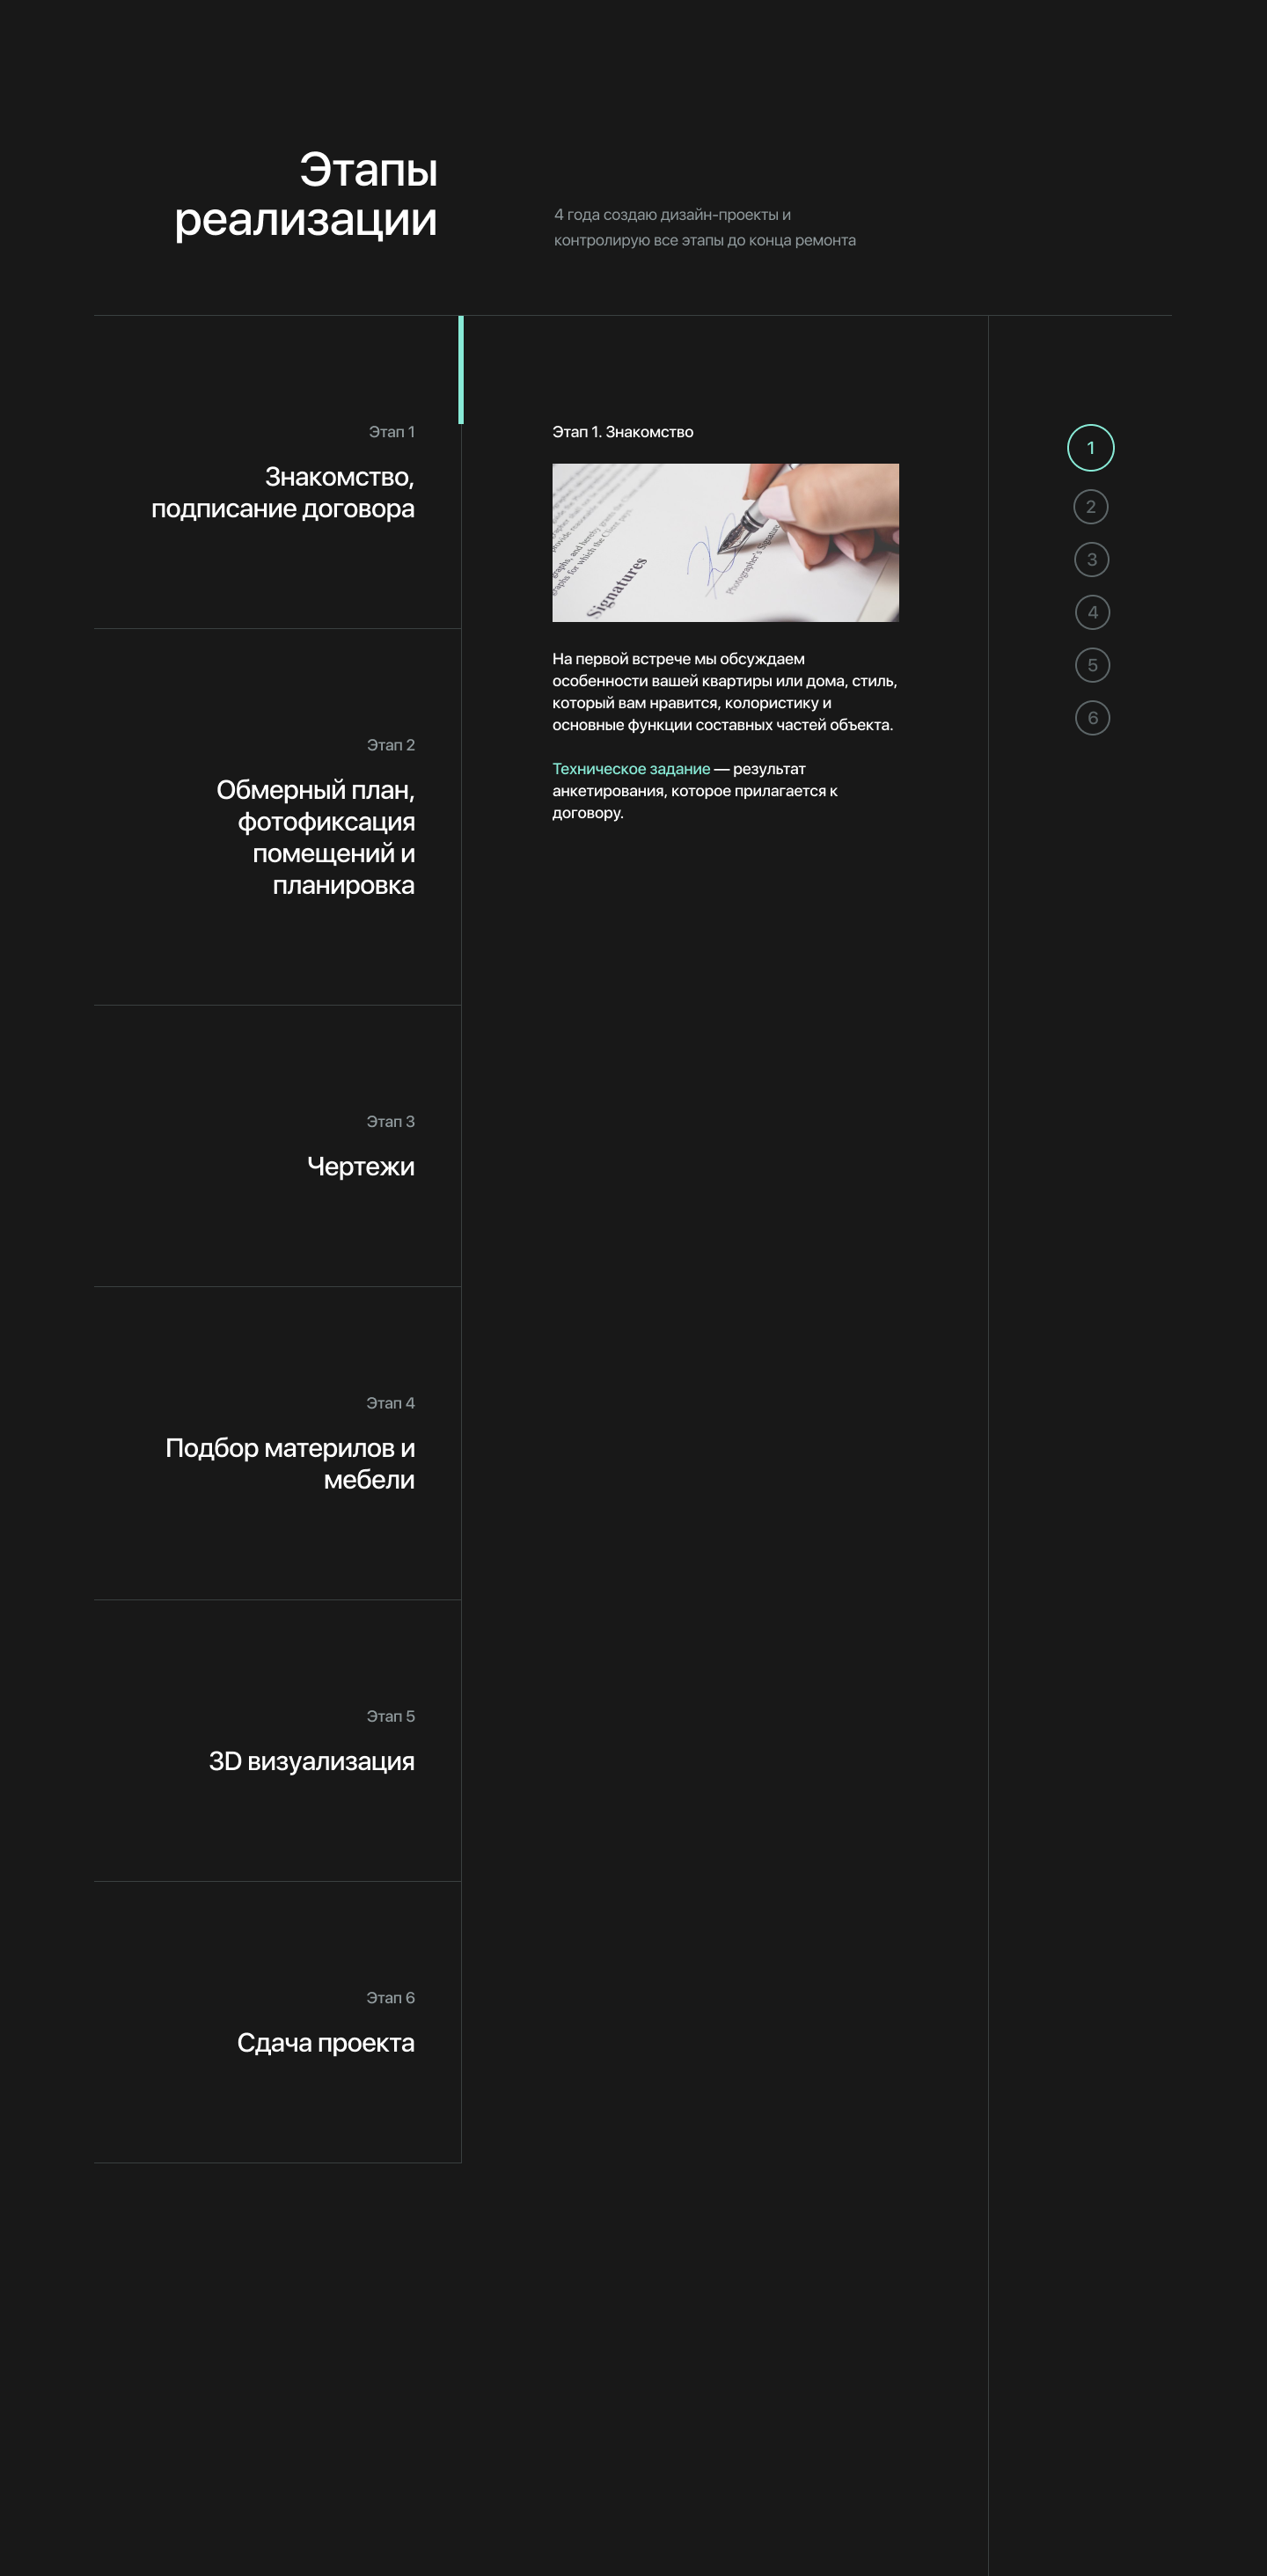 Этапы
реализации
4 года создаю дизайн-проекты и
контролирую все этапы до конца ремонта
Этап 1
Знакомство,
подписание договора
Этап 1. Знакомство
Signatures
Photographer's Signature
На первой встрече мы обсуждаем
особенности вашей квартиры или дома, стиль,
который вам нравится, колористику и
основные функции составных частей объекта.
Техническое задание — результат
анкетирования, которое прилагается к
договору.
1
2
3
4
5
6
Этап 2
Обмерный план,
фотофиксация
помещений и
планировка
Этап 3
Чертежи
Этап 4
Подбор материлов и
мебели
Этап 5
3D визуализация
Этап 6
Сдача проекта